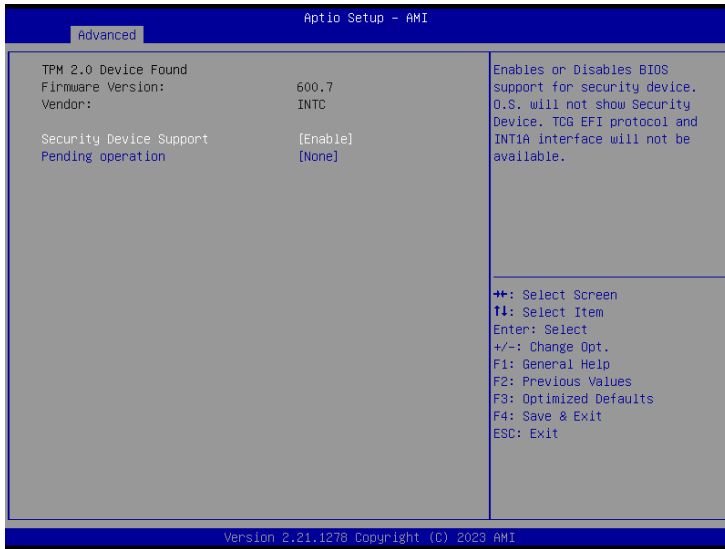 Aptio Setup - AMI
Advanced
TPM 2.0 Device Found
Firmware Version: 600.7
Vendor: INTC
Security Device Support [Enable]
Pending operation [None]
Enables or Disables BIOS
support for security device.
O.S. will not show Security
Device. TCG EFI protocol and
INT1A interface will not be
available.
→←: Select Screen
↑↓: Select Item
Enter: Select
+/-: Change Opt.
F1: General Help
F2: Previous Values
F3: Optimized Defaults
F4: Save & Exit
ESC: Exit
Version 2.21.1278 Copyright (C) 2023 AMI